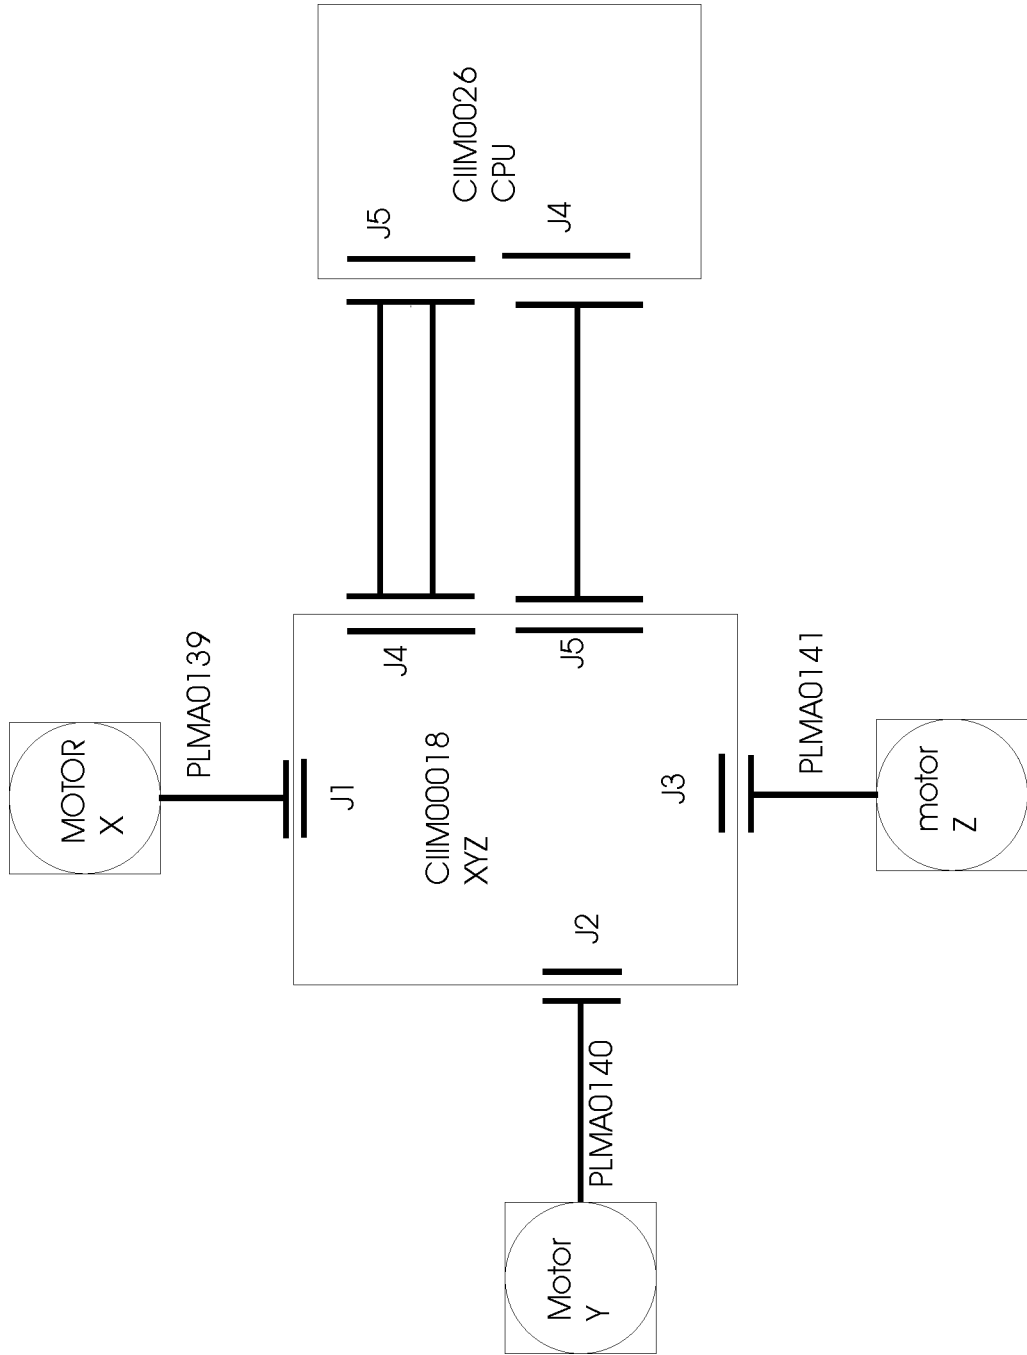 MOTOR
X
PLMA0139
J1
J4
J5
CIIM00018
XYZ
J2
J3
PLMA0140
Motor
Y
PLMA0141
motor
Z
J5
J4
CIIM0026
CPU